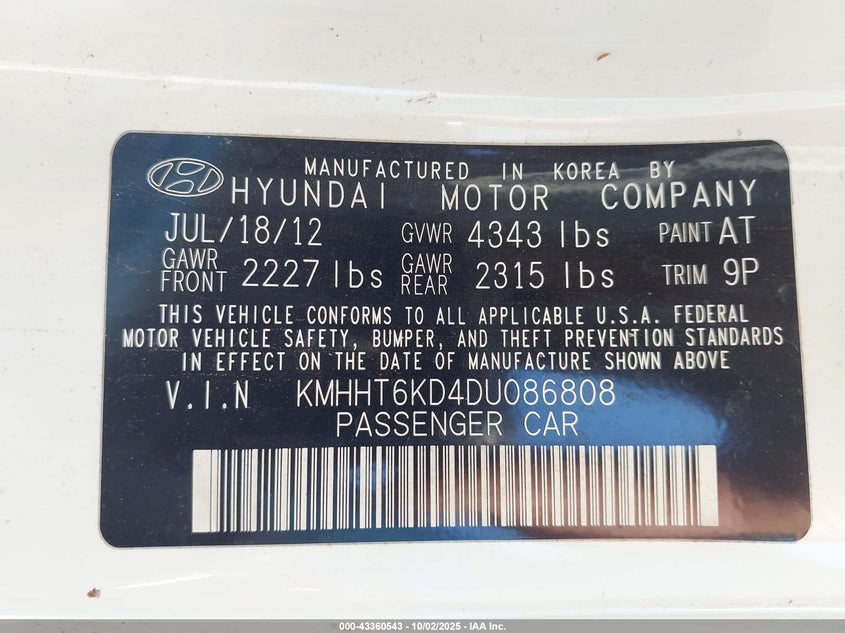 MANUFACTURED IN KOREA BY
HYUNDAI MOTOR COMPANY
JUL/18/12 GVWR 4343 lbs PAINT AT
GAWR FRONT 2227 lbs GAWR REAR 2315 lbs TRIM 9P
THIS VEHICLE CONFORMS TO ALL APPLICABLE U.S.A. FEDERAL
MOTOR VEHICLE SAFETY, BUMPER, AND THEFT PREVENTION STANDARDS
IN EFFECT ON THE DATE OF MANUFACTURE SHOWN ABOVE
V.I.N KMHHT6KD4DU086808
PASSENGER CAR
000-43360543 - 10/02/2025 - IAA Inc.